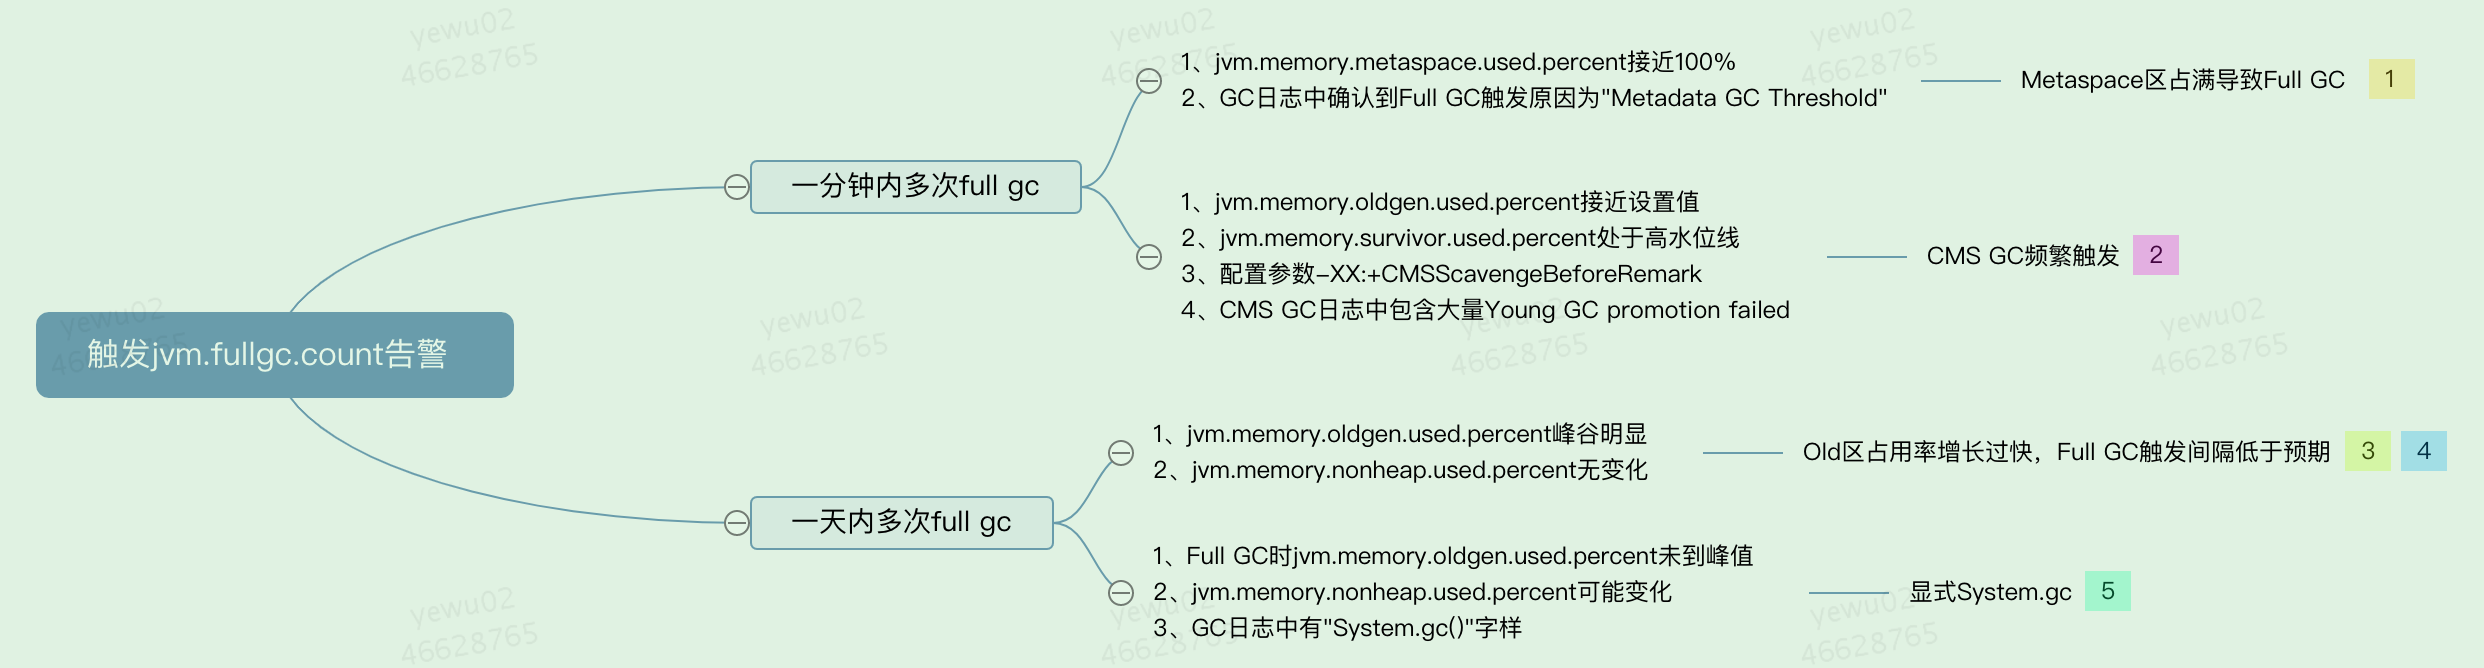 触发jvm.fullgc.count告警
一分钟内多次full gc
1、jvm.memory.metaspace.used.percent接近100%
2、GC日志中确认到Full GC触发原因为"Metadata GC Threshold"
Metaspace区占满导致Full GC 1
1、jvm.memory.oldgen.used.percent接近设置值
2、jvm.memory.survivor.used.percent处于高水位线
3、配置参数-XX:+CMSScavengeBeforeRemark
4、CMS GC日志中包含大量Young GC promotion failed
CMS GC频繁触发 2
一天内多次full gc
1、jvm.memory.oldgen.used.percent峰谷明显
2、jvm.memory.nonheap.used.percent无变化
Old区占用率增长过快，Full GC触发间隔低于预期 3 4
1、Full GC时jvm.memory.oldgen.used.percent未到峰值
2、jvm.memory.nonheap.used.percent可能变化
3、GC日志中有"System.gc()"字样
显式System.gc 5
yewu02
46628765
yewu02
46628765
yewu02
46628765
yewu02
46628765
yewu02
46628765
yewu02
46628765
yewu02
46628765
yewu02
46628765
yewu02
46628765
yewu02
46628765